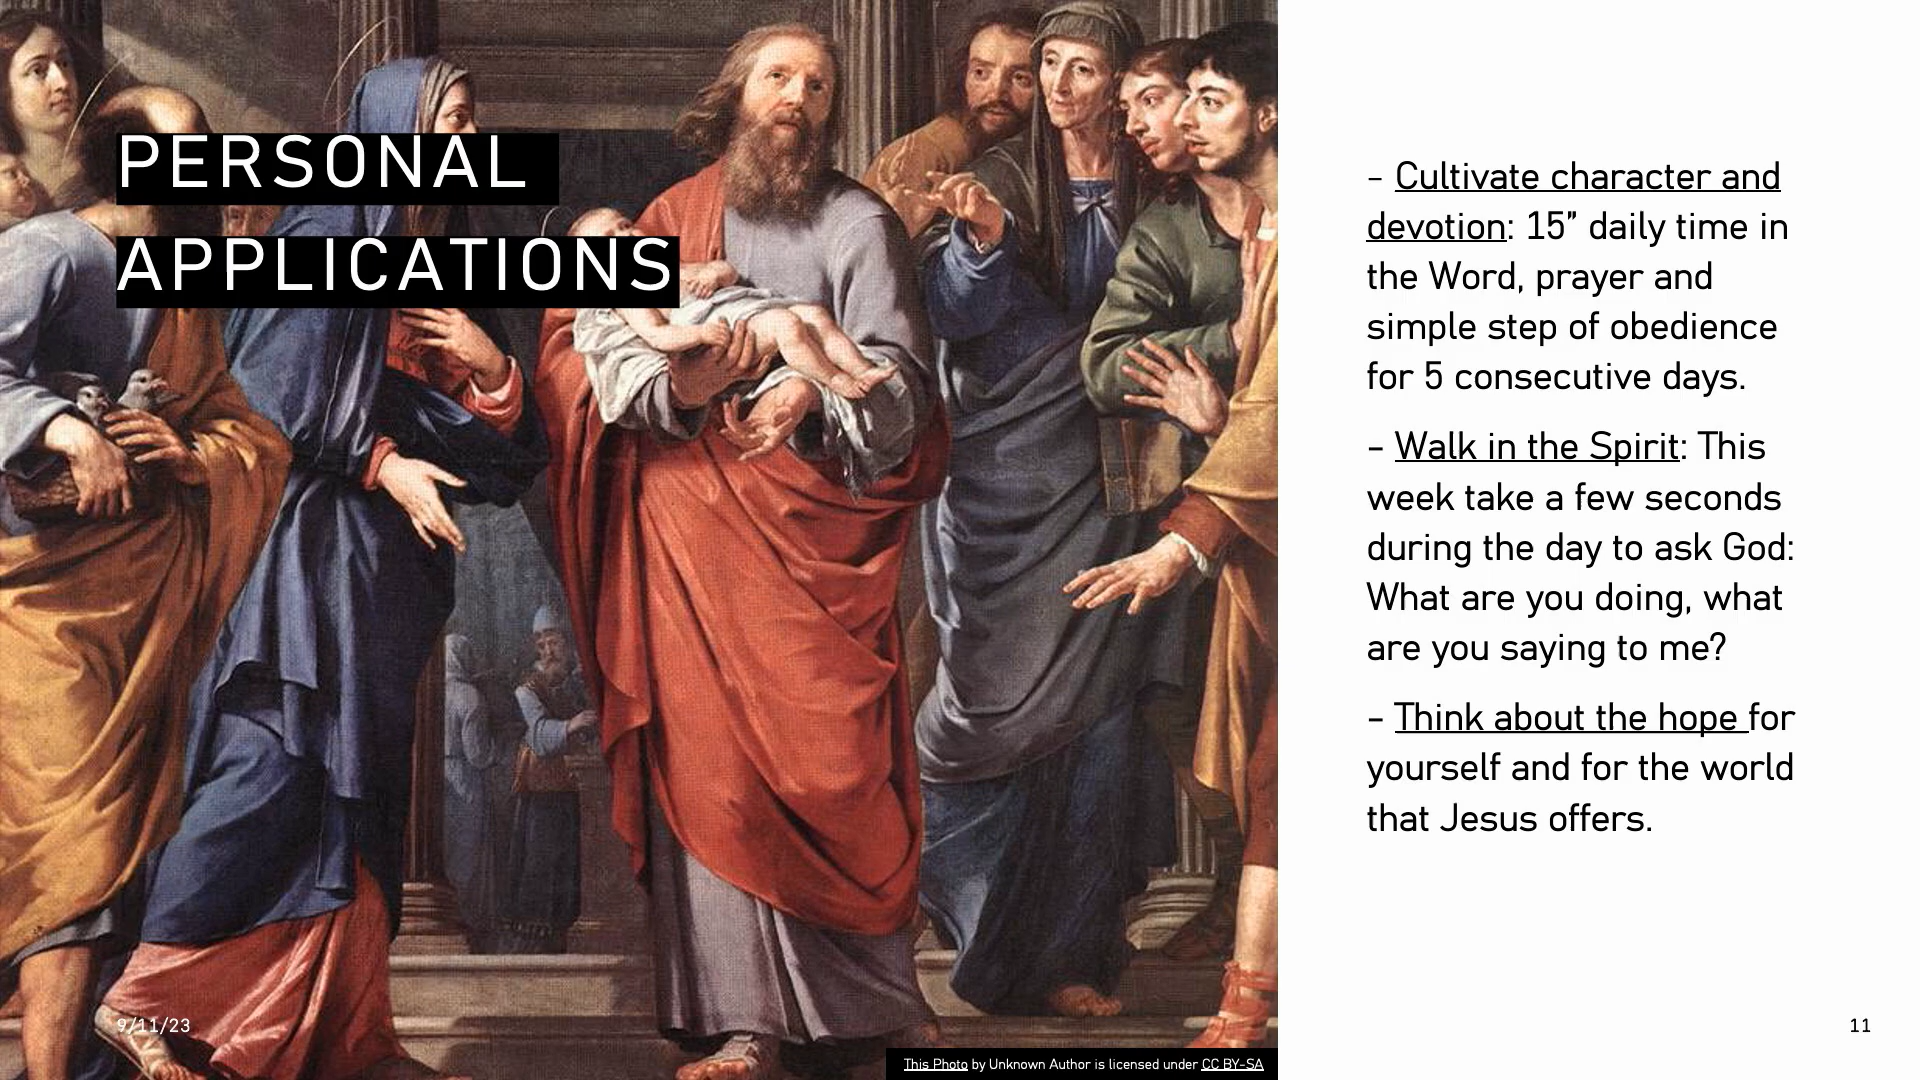 PERSONAL
APPLICATIONS
– Cultivate character and
devotion: 15” daily time in
the Word, prayer and
simple step of obedience
for 5 consecutive days.
– Walk in the Spirit: This
week take a few seconds
during the day to ask God:
What are you doing, what
are you saying to me?
– Think about the hope for
yourself and for the world
that Jesus offers.
9/11/23
This Photo by Unknown Author is licensed under CC BY-SA
11